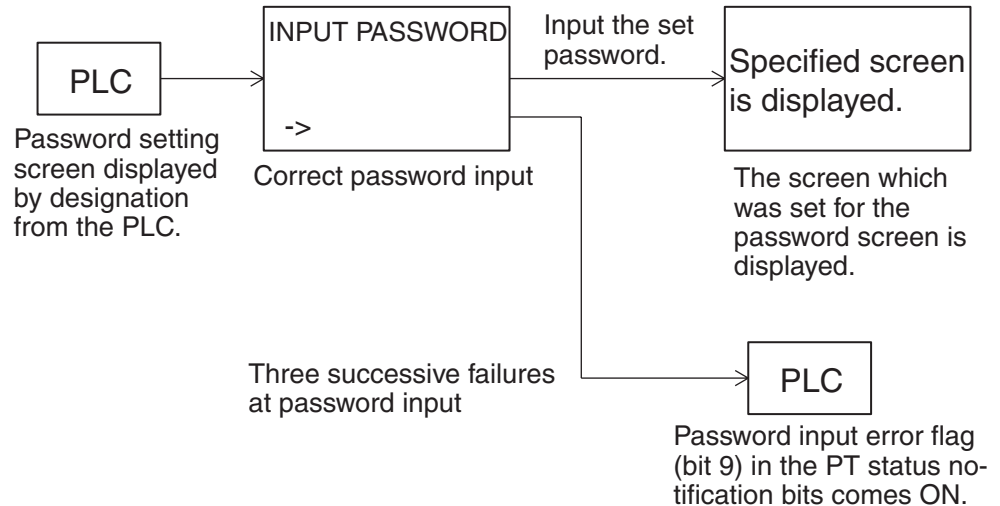 PLC
Password setting
screen displayed
by designation
from the PLC.
INPUT PASSWORD
->
Correct password input
Input the set
password.
Specified screen
is displayed.
The screen which
was set for the
password screen is
displayed.
Three successive failures
at password input
PLC
Password input error flag
(bit 9) in the PT status no-
tification bits comes ON.